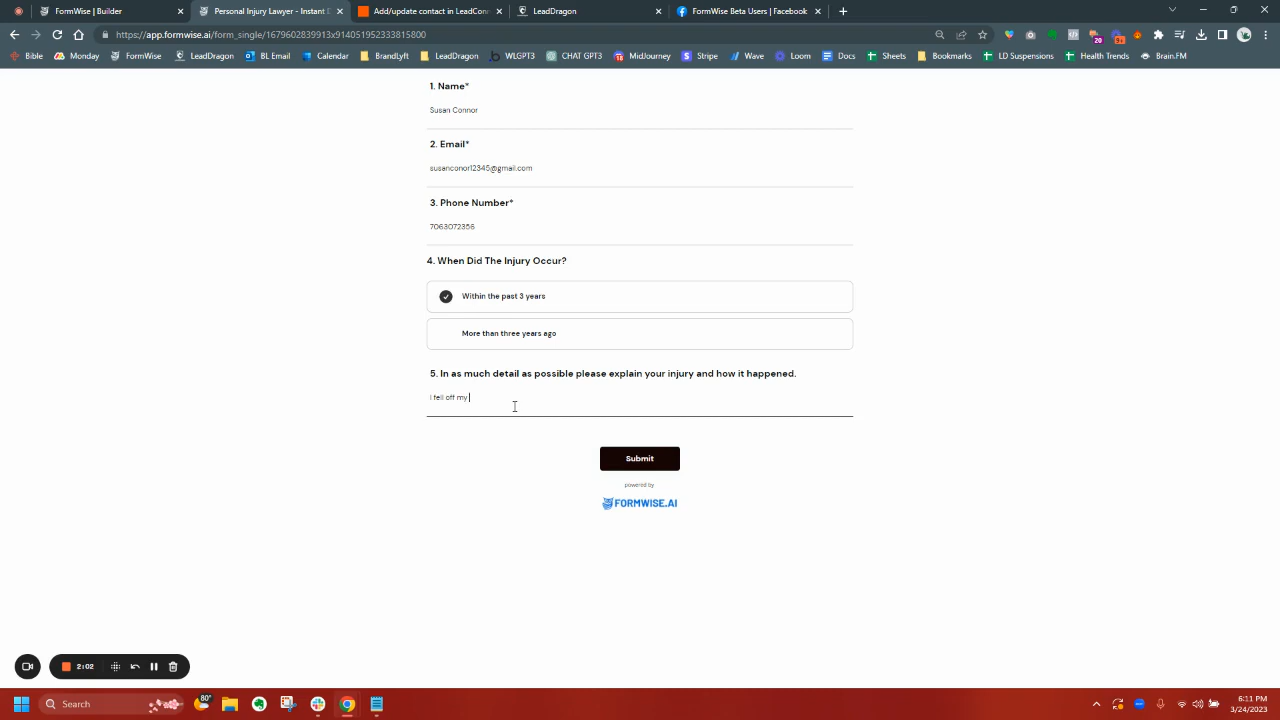 FormWise | Builder
Personal Injury Lawyer - Instant E
Add/update contact in LeadCon
LeadDragon
FormWise Beta Users | Facebook
https://app.formwise.ai/form_single/1679602839913x914051952333815800
Bible
Monday
FormWise
LeadDragon
BL Email
Calendar
BrandLyft
LeadDragon
WLGPT3
CHAT GPT3
MidJourney
Stripe
Wave
Loom
Docs
Sheets
Bookmarks
LD Suspensions
Health Trends
Brain.FM
1. Name*
Susan Connor
2. Email*
susanconor12345@gmail.com
3. Phone Number*
7063072356
4. When Did The Injury Occur?
Within the past 3 years
More than three years ago
5. In as much detail as possible please explain your injury and how it happened.
I fell off my
Submit
powered by
FORMWISE.AI
2:02
Search
80°
6:11 PM
3/24/2023